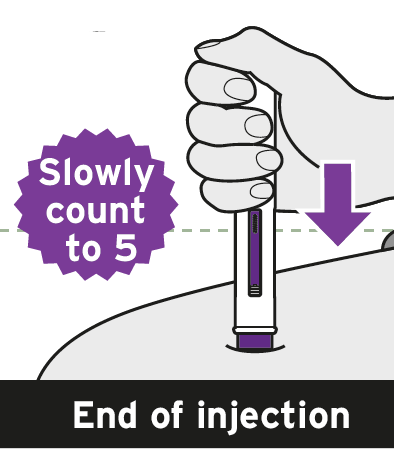 Slowly
count
to 5
End of injection